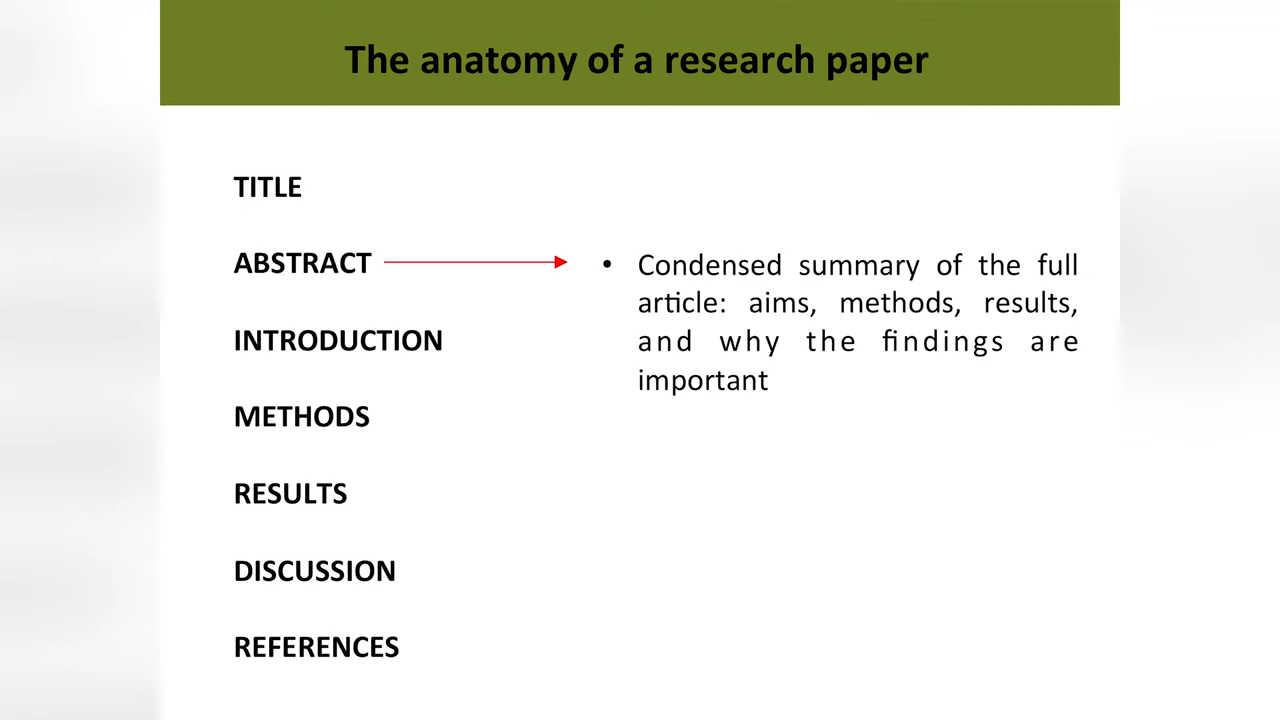 The anatomy of a research paper
TITLE
ABSTRACT
• Condensed summary of the full
article: aims, methods, results,
and why the findings are
important
INTRODUCTION
METHODS
RESULTS
DISCUSSION
REFERENCES